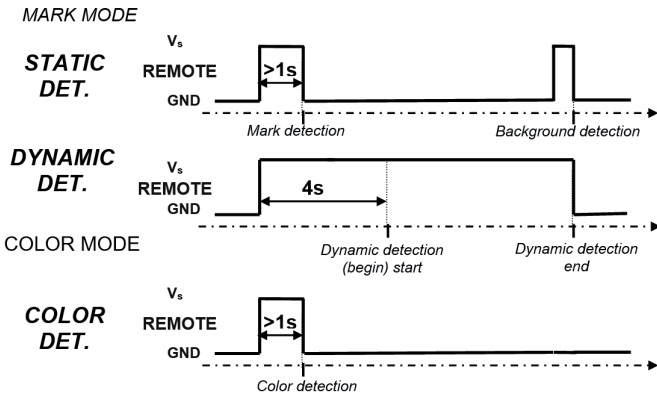 MARK MODE
STATIC
DET.
Vs
REMOTE
GND
>1s
Mark detection
Background detection
DYNAMIC
DET.
Vs
REMOTE
GND
4s
Dynamic detection
(begin) start
Dynamic detection
end
COLOR MODE
COLOR
DET.
Vs
REMOTE
GND
>1s
Color detection